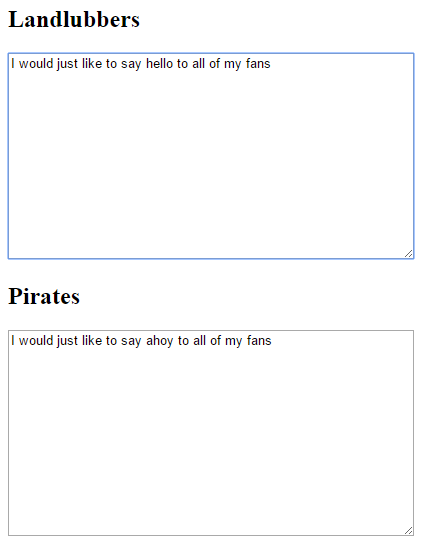 Landlubbers
I would just like to say hello to all of my fans
Pirates
I would just like to say ahoy to all of my fans